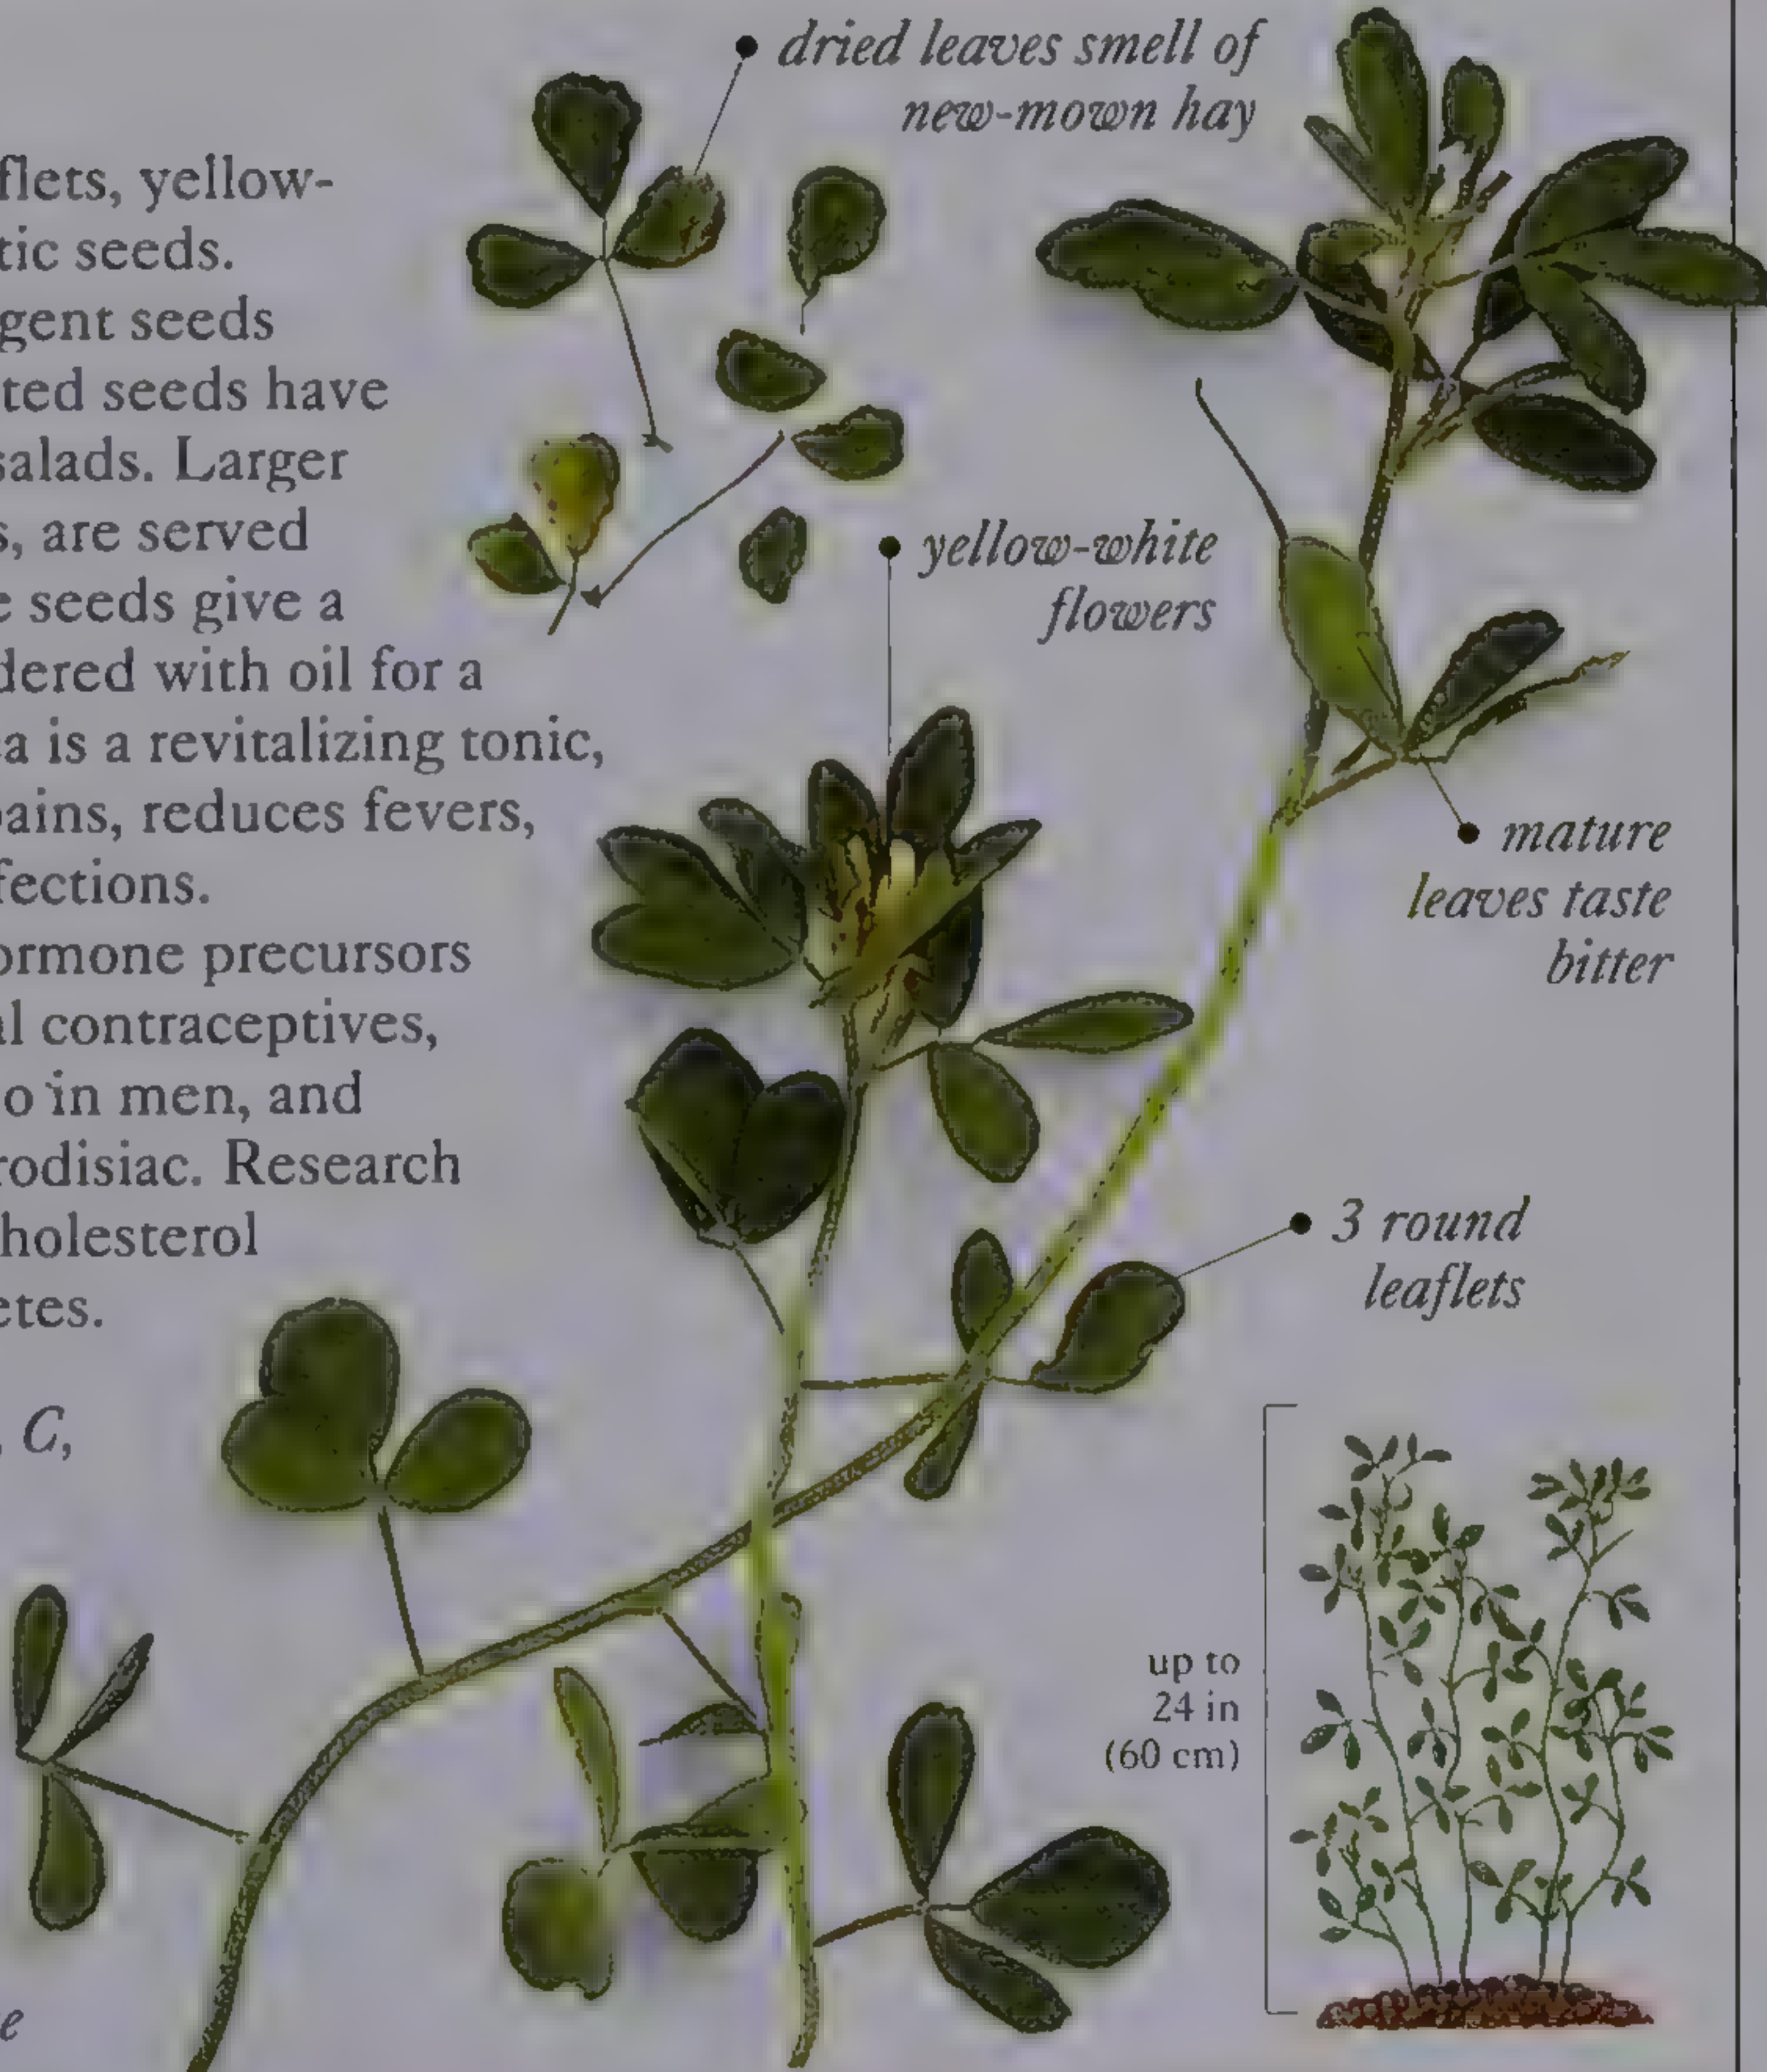 dried leaves smell of
new-mown hay
flets, yellow-
tic seeds.
gent seeds
ted seeds have
salads. Larger
s, are served
e seeds give a
dered with oil for a
ea is a revitalizing tonic,
pains, reduces fevers,
fections.
ormone precursors
al contraceptives,
o in men, and
rodisiac. Research
holesterol
etes.
, C,
e
yellow-white
flowers
mature
leaves taste
bitter
3 round
leaflets
up to
24 in
(60 cm)